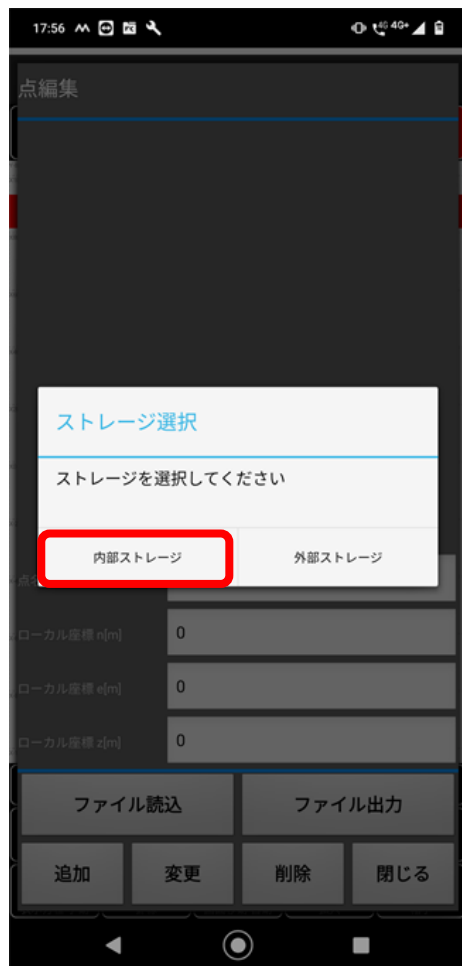 17:56
4G 4G+
点編集
ストレージ選択
ストレージを選択してください
内部ストレージ 外部ストレージ
点名
ローカル座標 n[m] 0
ローカル座標 e[m] 0
ローカル座標 z[m] 0
ファイル読込 ファイル出力
追加 変更 削除 閉じる